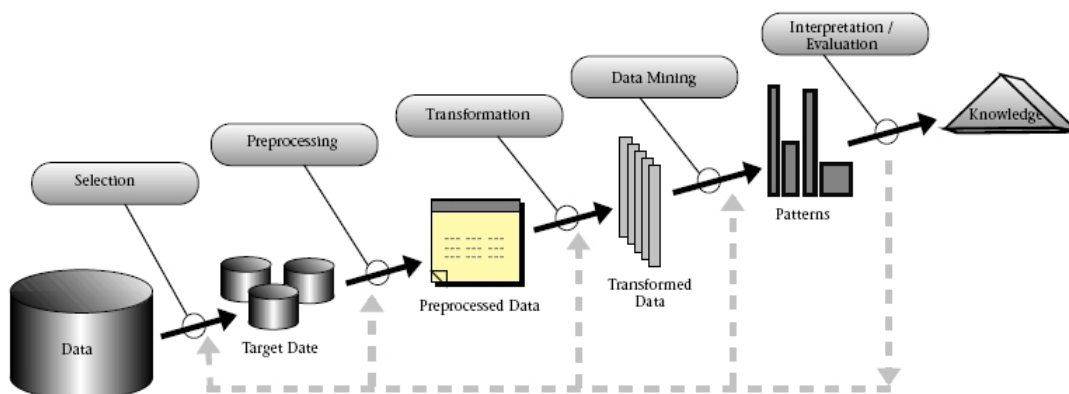 Interpretation /
Evaluation
Data Mining
Transformation
Preprocessing
Selection
Knowledge
Patterns
Transformed
Data
Preprocessed Data
Target Date
Data